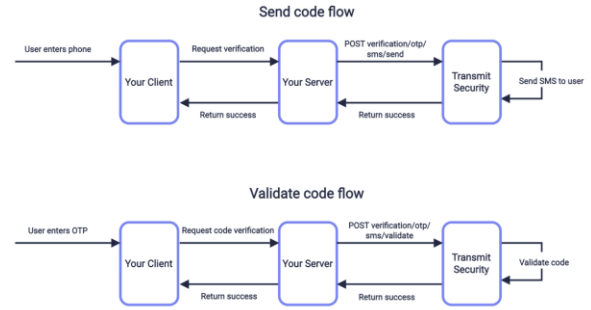 Send code flow
User enters phone
Request verification
POST verification/otp/
sms/send
Your Client
Your Server
Transmit
Security
Send SMS to user
Return success
Return success
Validate code flow
User enters OTP
Request code verification
POST verification/otp/
sms/validate
Your Client
Your Server
Transmit
Security
Validate code
Return success
Return success